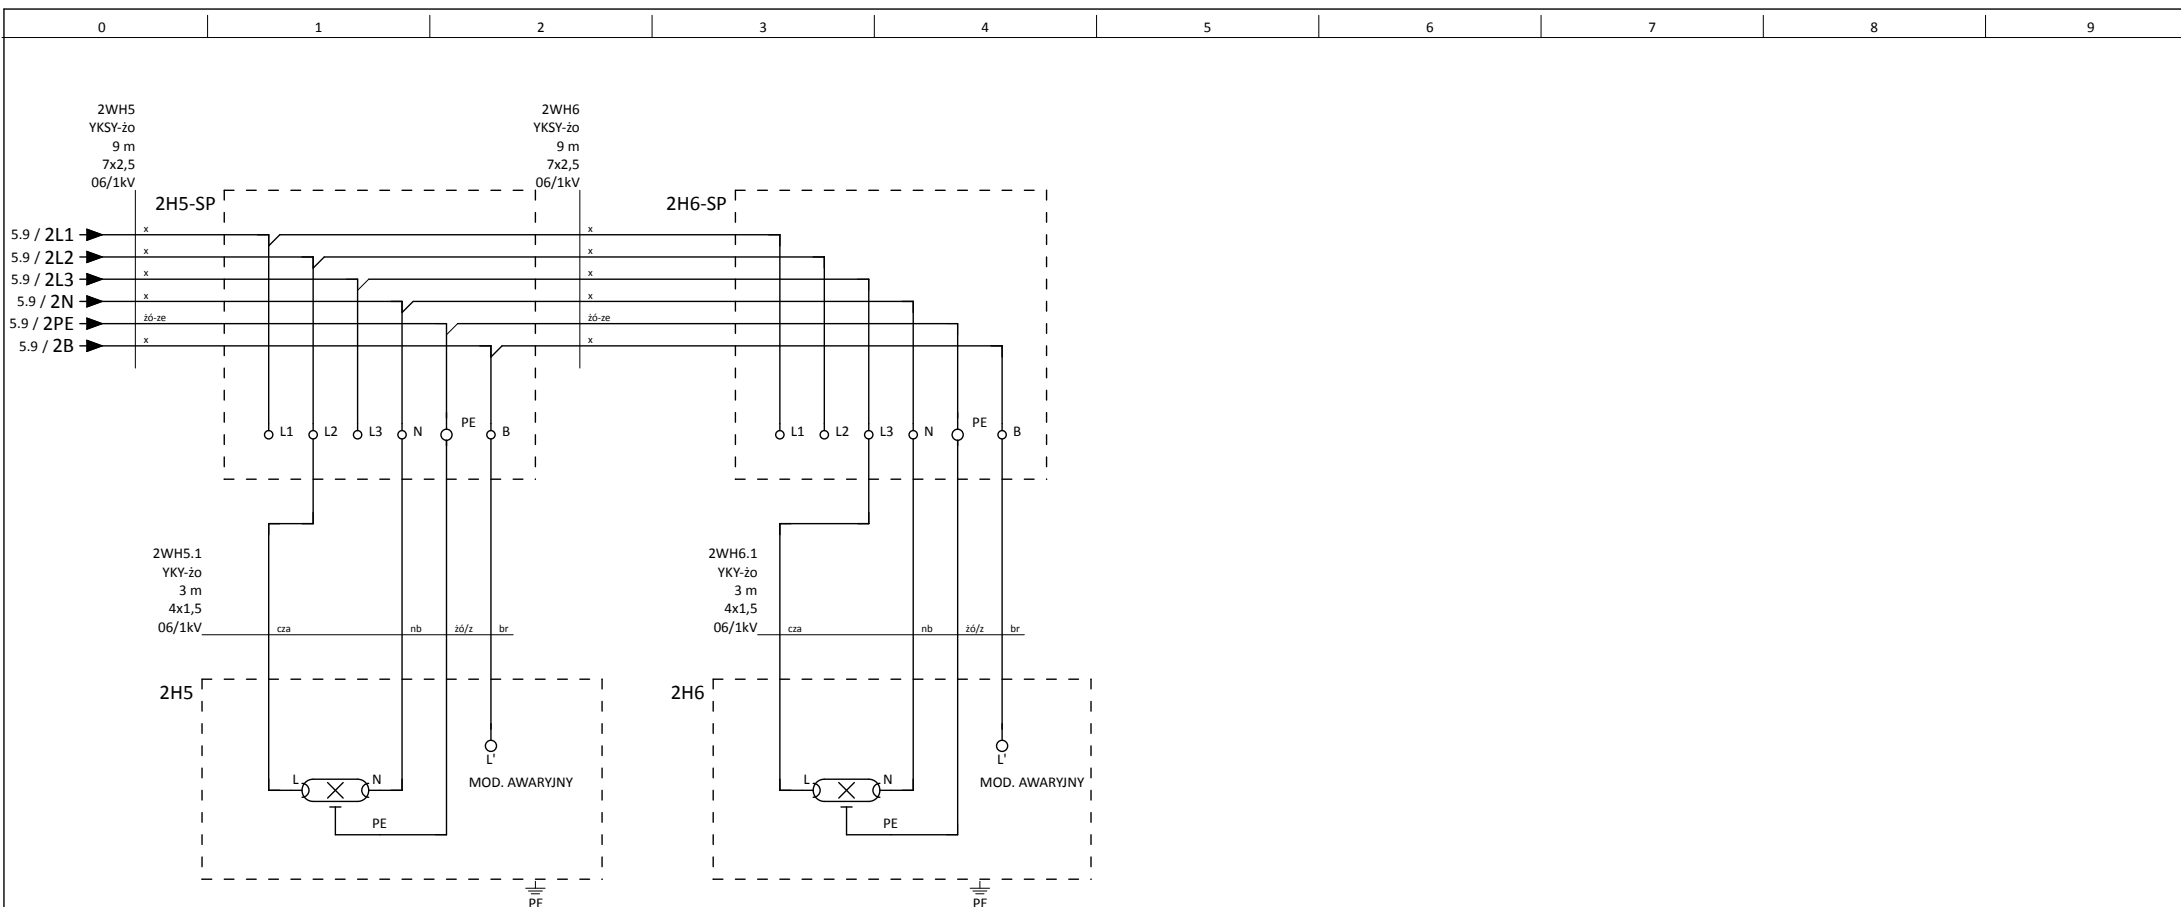 0 1 2 3 4 5 6 7 8 9
2WH5
YKSY-żo
9 m
7x2,5
06/1kV
2WH6
YKSY-żo
9 m
7x2,5
06/1kV
2H5-SP
2H6-SP
5.9 / 2L1 x x
5.9 / 2L2 x x
5.9 / 2L3 x x
5.9 / 2N x x
5.9 / 2PE żó-ze żó-ze
5.9 / 2B x x
L1 L2 L3 N PE B
L1 L2 L3 N PE B
2WH5.1
YKY-żo
3 m
4x1,5
06/1kV
cza nb żó/z br
2WH6.1
YKY-żo
3 m
4x1,5
06/1kV
cza nb żó/z br
2H5
L'
L N MOD. AWARYJNY
PE
PE
2H6
L'
L N MOD. AWARYJNY
PE
PE